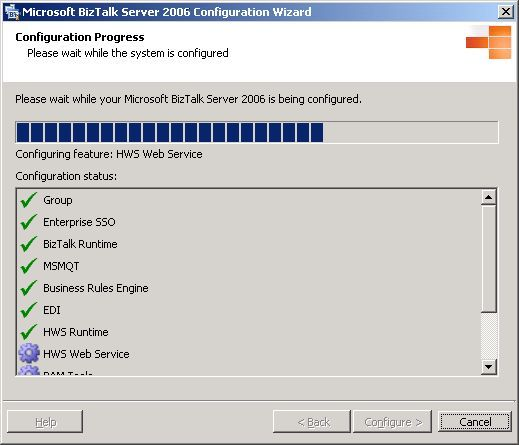 Microsoft BizTalk Server 2006 Configuration Wizard
Configuration Progress
Please wait while the system is configured
Please wait while your Microsoft BizTalk Server 2006 is being configured.
Configuring feature: HWS Web Service
Configuration status:
Group
Enterprise SSO
BizTalk Runtime
MSMQT
Business Rules Engine
EDI
HWS Runtime
HWS Web Service
BAM Tools
Help
< Back
Configure >
Cancel